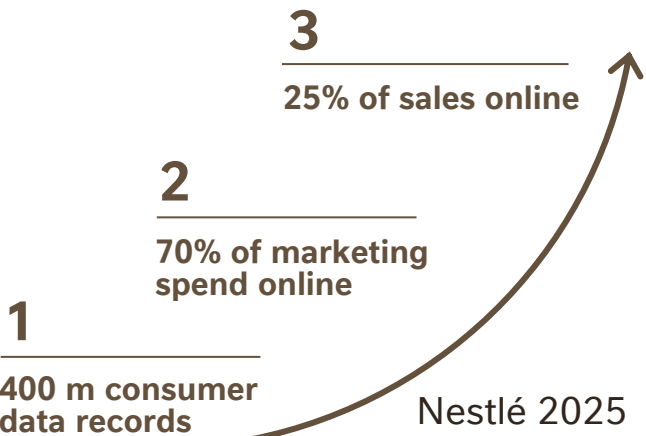 3
25% of sales online
2
70% of marketing
spend online
1
400 m consumer
data records
Nestlé 2025